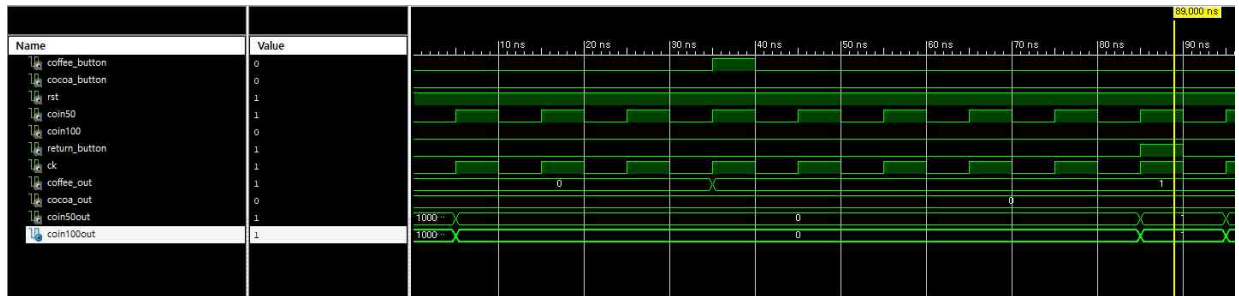 89,000 ns
Name Value
10 ns 20 ns 30 ns 40 ns 50 ns 60 ns 70 ns 80 ns 90 ns
coffee_button 0
cocoa_button 0
rst 1
coin50 1
coin100 0
return_button 1
ck 1
coffee_out 1 0 1
cocoa_out 0 0
coin50out 1 1000... 0
coin100out 1 1000... 0